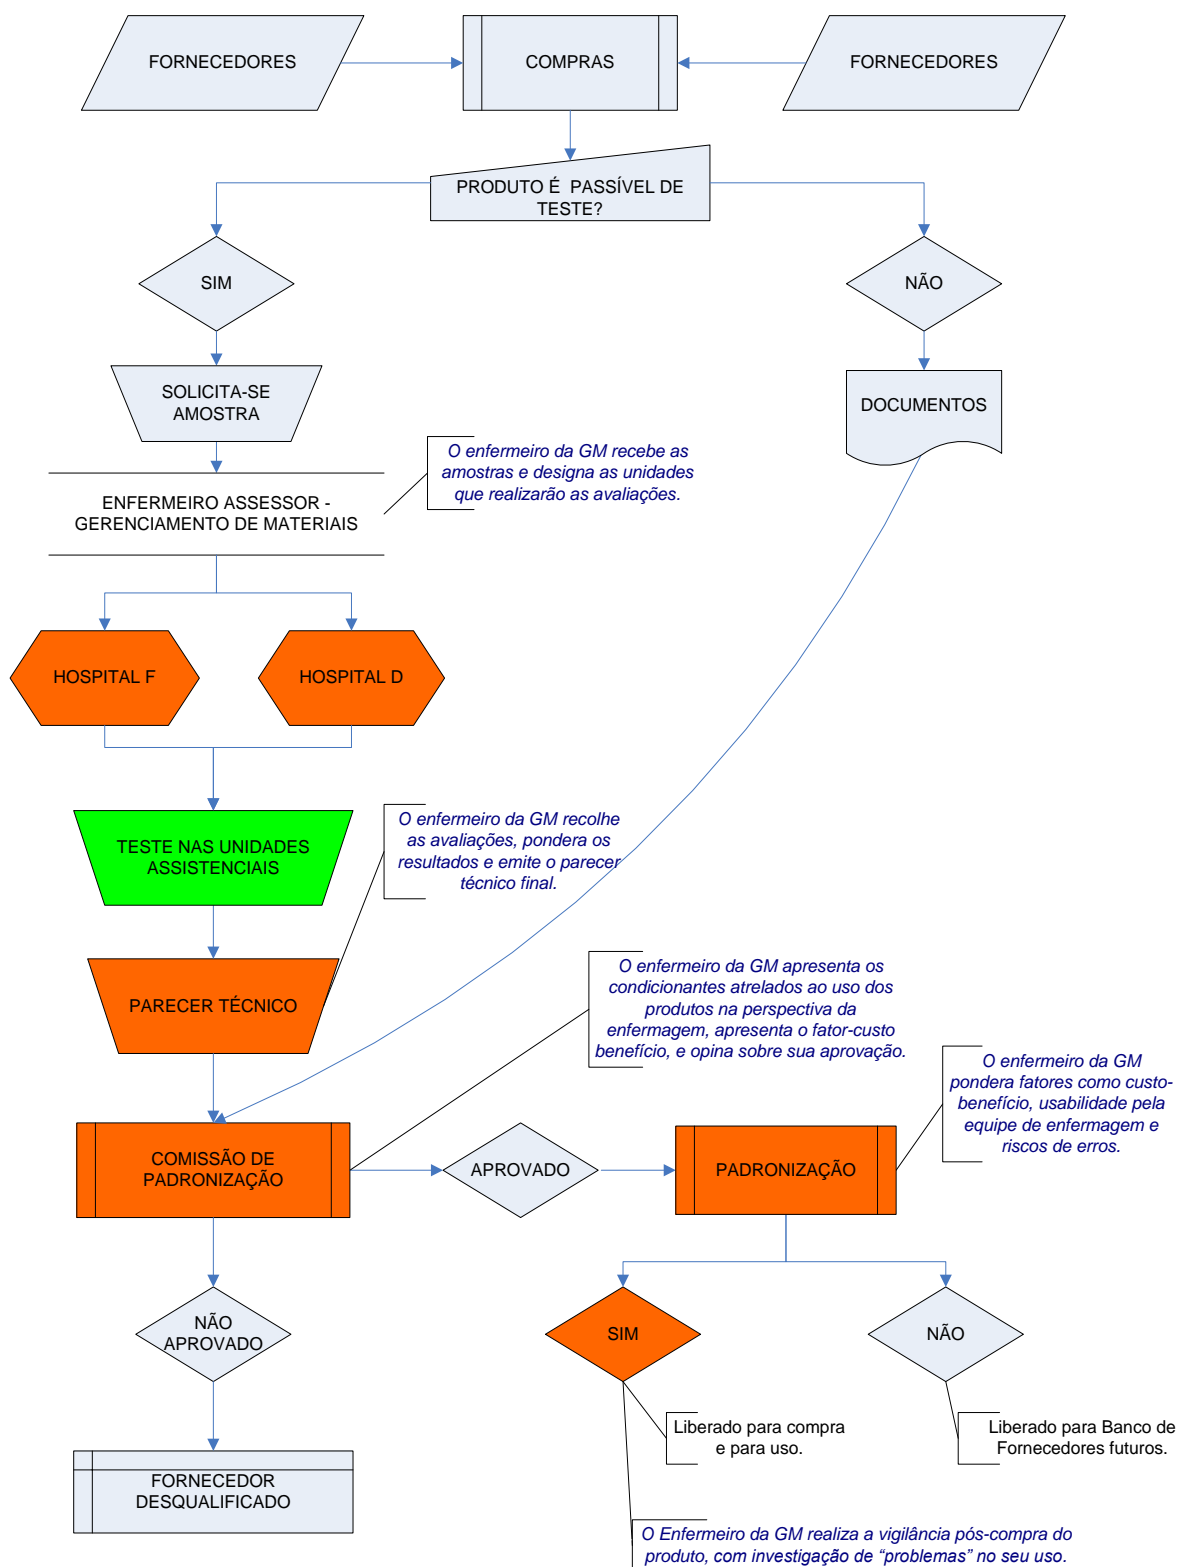 FORNECEDORES
COMPRAS
FORNECEDORES
PRODUTO É PASSÍVEL DE
TESTE?
SIM
NÃO
SOLICITA-SE
AMOSTRA
DOCUMENTOS
O enfermeiro da GM recebe as
amostras e designa as unidades
que realizarão as avaliações.
ENFERMEIRO ASSESSOR -
GERENCIAMENTO DE MATERIAIS
HOSPITAL F
HOSPITAL D
TESTE NAS UNIDADES
ASSISTENCIAIS
O enfermeiro da GM recolhe
as avaliações, pondera os
resultados e emite o parecer
técnico final.
PARECER TÉCNICO
O enfermeiro da GM apresenta os
condicionantes atrelados ao uso dos
produtos na perspectiva da
enfermagem, apresenta o fator-custo
benefício, e opina sobre sua aprovação.
O enfermeiro da GM
pondera fatores como custo-
benefício, usabilidade pela
equipe de enfermagem e
riscos de erros.
COMISSÃO DE
PADRONIZAÇÃO
APROVADO
PADRONIZAÇÃO
NÃO
APROVADO
SIM
NÃO
Liberado para compra
e para uso.
Liberado para Banco de
Fornecedores futuros.
FORNECEDOR
DESQUALIFICADO
O Enfermeiro da GM realiza a vigilância pós-compra do
produto, com investigação de “problemas” no seu uso.